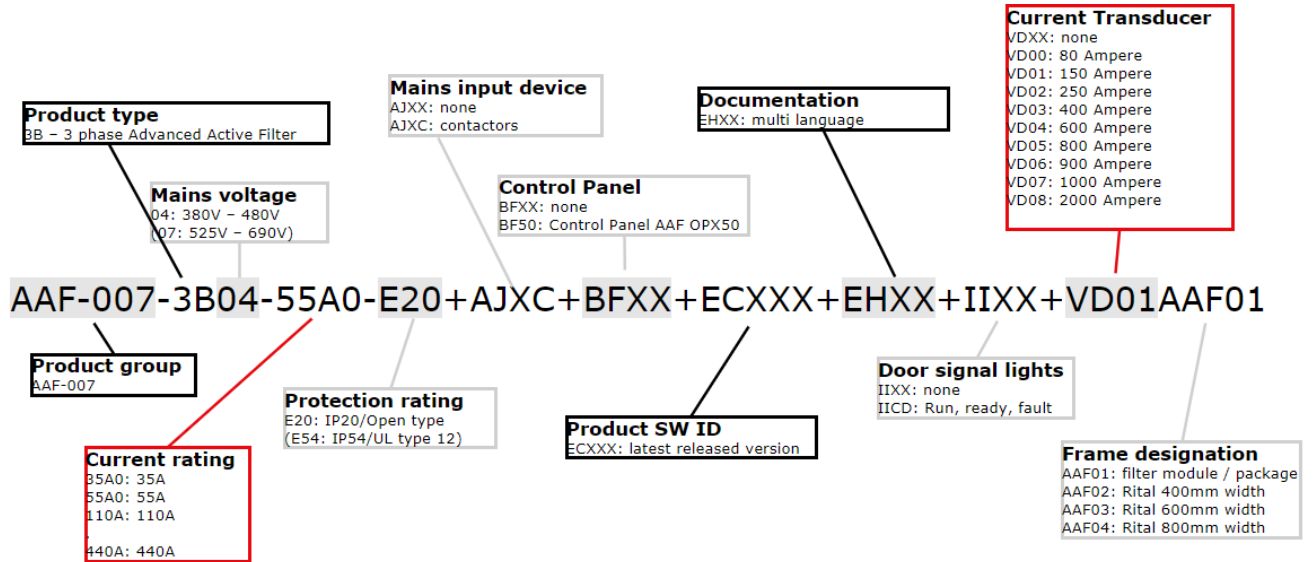 Current Transducer
VDXX: none
VD00: 80 Ampere
VD01: 150 Ampere
VD02: 250 Ampere
VD03: 400 Ampere
VD04: 600 Ampere
VD05: 800 Ampere
VD06: 900 Ampere
VD07: 1000 Ampere
VD08: 2000 Ampere
Mains input device
AJXX: none
AJXC: contactors
Documentation
EHXX: multi language
Product type
3B – 3 phase Advanced Active Filter
Control Panel
BFXX: none
BF50: Control Panel AAF OPX50
Mains voltage
04: 380V – 480V
(07: 525V – 690V)
AAF-007-3B04-55A0-E20+AJXC+BFXX+ECXXX+EHXX+IIXX+VD01AAF01
Product group
AAF-007
Protection rating
E20: IP20/Open type
(E54: IP54/UL type 12)
Door signal lights
IIXX: none
IICD: Run, ready, fault
Product SW ID
ECXXX: latest released version
Current rating
35A0: 35A
55A0: 55A
110A: 110A
.
440A: 440A
Frame designation
AAF01: filter module / package
AAF02: Rital 400mm width
AAF03: Rital 600mm width
AAF04: Rital 800mm width